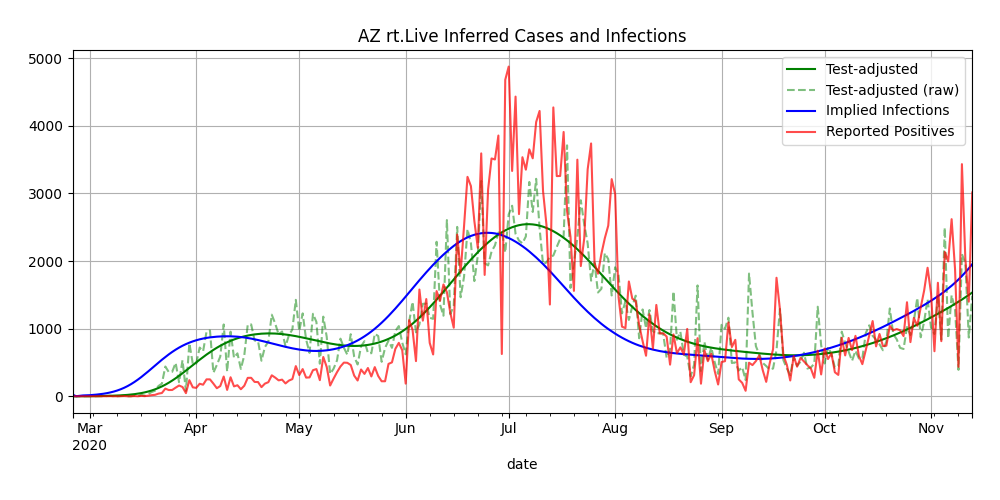 AZ rt.Live Inferred Cases and Infections
5000
4000
3000
2000
1000
0
Test-adjusted
Test-adjusted (raw)
Implied Infections
Reported Positives
Mar Apr May Jun Jul Aug Sep Oct Nov
2020
date